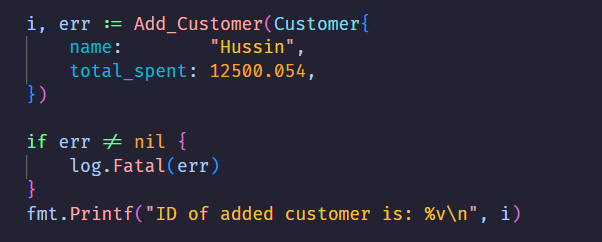 i, err := Add_Customer(Customer{
    name:        "Hussin",
    total_spent: 12500.054,
})

if err != nil {
    log.Fatal(err)
}
fmt.Printf("ID of added customer is: %v\n", i)